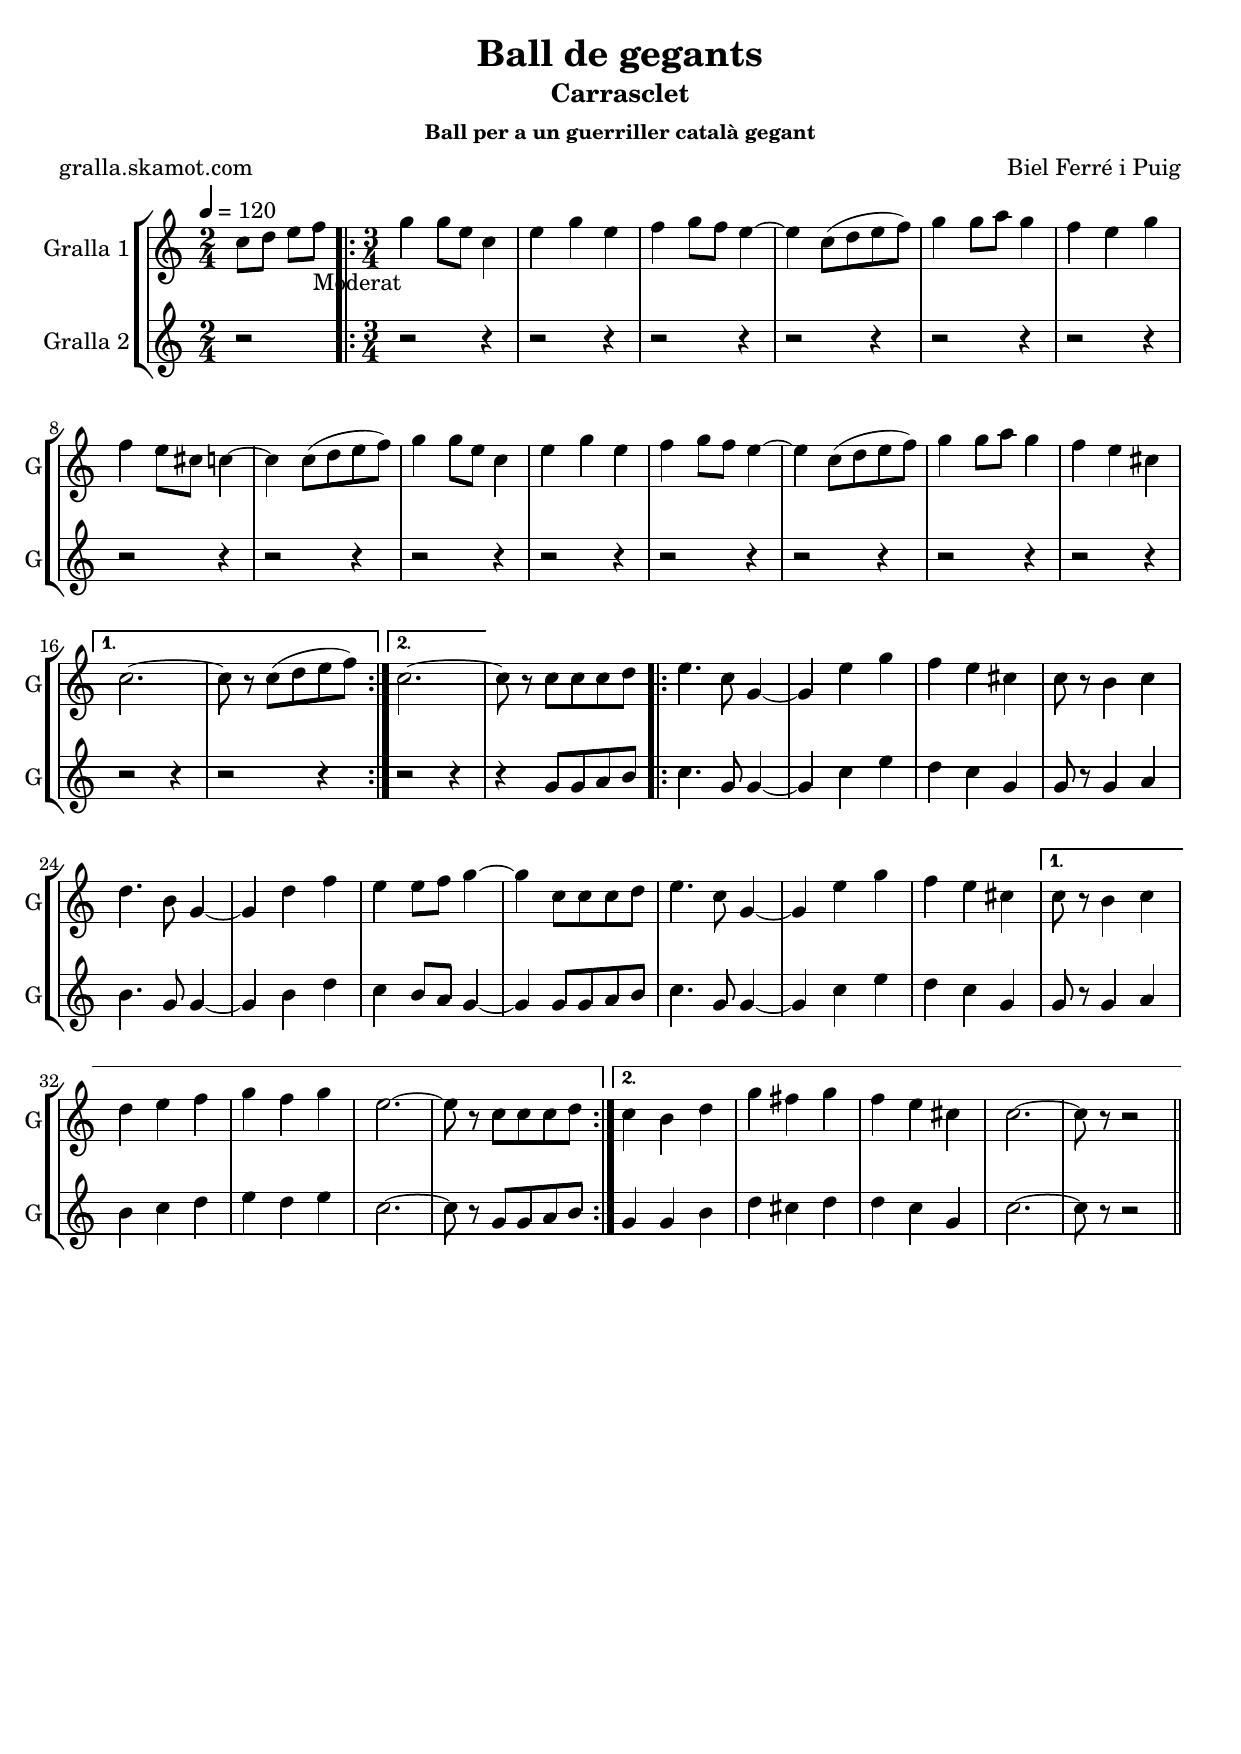 Ball de gegants
Carrasclet
Ball per a un guerriller català gegant
gralla.skamot.com Biel Ferré i Puig
♩ = 120
Gralla 1
Moderat
Gralla 2
8
G
G
16
1. 2.
G
G
24
1.
G
G
32
2.
G
G